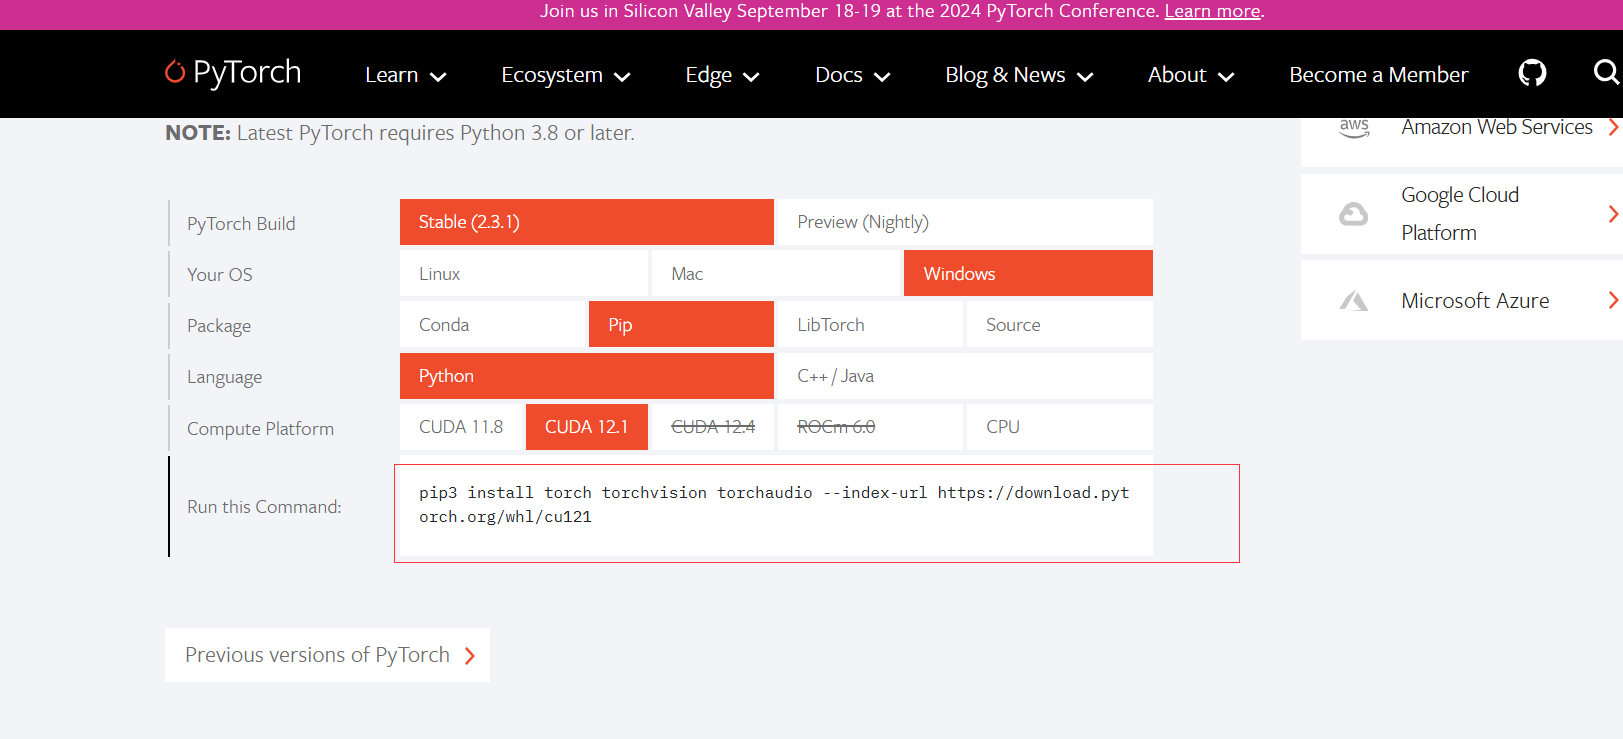 Join us in Silicon Valley September 18-19 at the 2024 PyTorch Conference. Learn more.
PyTorch
Learn
Ecosystem
Edge
Docs
Blog & News
About
Become a Member
NOTE: Latest PyTorch requires Python 3.8 or later.
aws
Amazon Web Services
Google Cloud
Platform
Microsoft Azure
PyTorch Build
Stable (2.3.1)
Preview (Nightly)
Your OS
Linux
Mac
Windows
Package
Conda
Pip
LibTorch
Source
Language
Python
C++ / Java
Compute Platform
CUDA 11.8
CUDA 12.1
CUDA 12.4
ROCm 6.0
CPU
Run this Command:
pip3 install torch torchvision torchaudio --index-url https://download.pyt
orch.org/whl/cu121
Previous versions of PyTorch